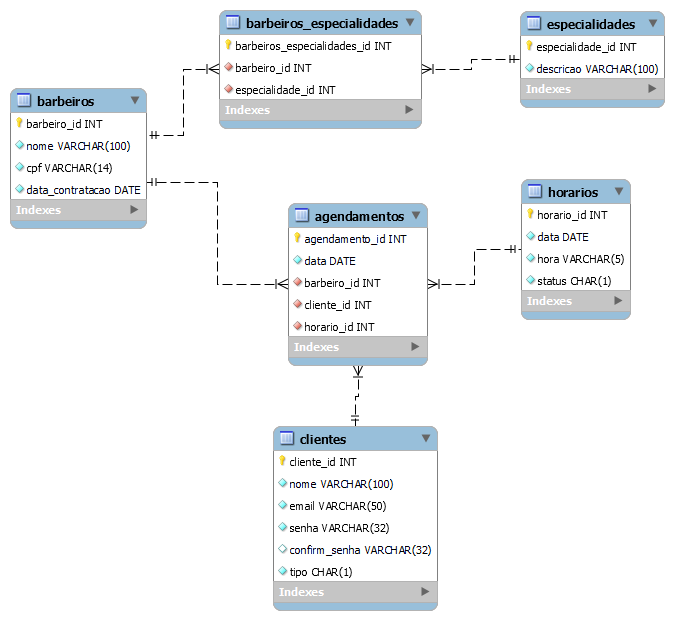 barbeiros_especialidades
barbeiros_especialidades_id INT
barbeiro_id INT
especialidade_id INT
Indexes
especialidades
especialidade_id INT
descricao VARCHAR(100)
Indexes
barbeiros
barbeiro_id INT
nome VARCHAR(100)
cpf VARCHAR(14)
data_contratacao DATE
Indexes
agendamentos
agendamento_id INT
data DATE
barbeiro_id INT
cliente_id INT
horario_id INT
Indexes
horarios
horario_id INT
data DATE
hora VARCHAR(5)
status CHAR(1)
Indexes
clientes
cliente_id INT
nome VARCHAR(100)
email VARCHAR(50)
senha VARCHAR(32)
confirm_senha VARCHAR(32)
tipo CHAR(1)
Indexes